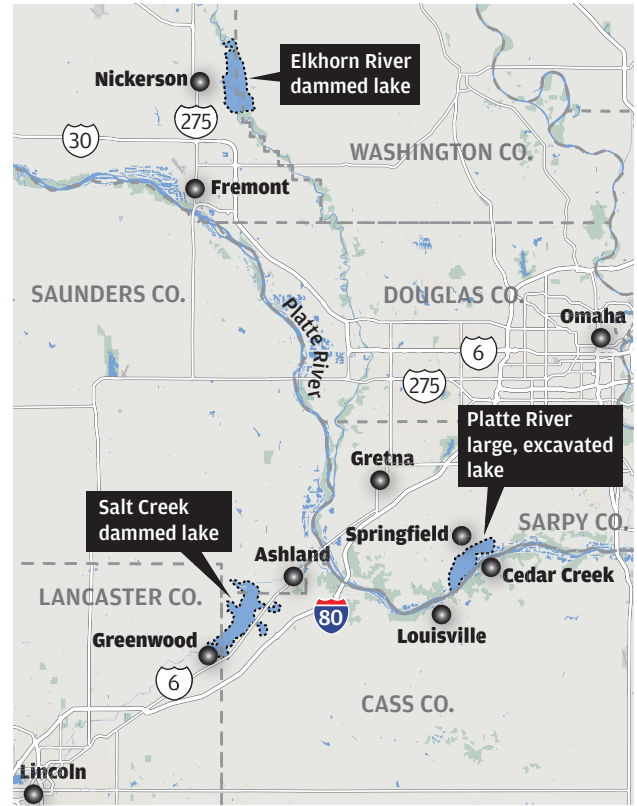 Elkhorn River
dammed lake
Nickerson
275
30
WASHINGTON CO.
Fremont
SAUNDERS CO.
DOUGLAS CO.
Platte River
Omaha
6
275
Platte River
large, excavated
lake
Gretna
Salt Creek
dammed lake
Springfield
SARPY CO.
Ashland
Cedar Creek
LANCASTER CO.
80
Louisville
Greenwood
6
CASS CO.
Lincoln